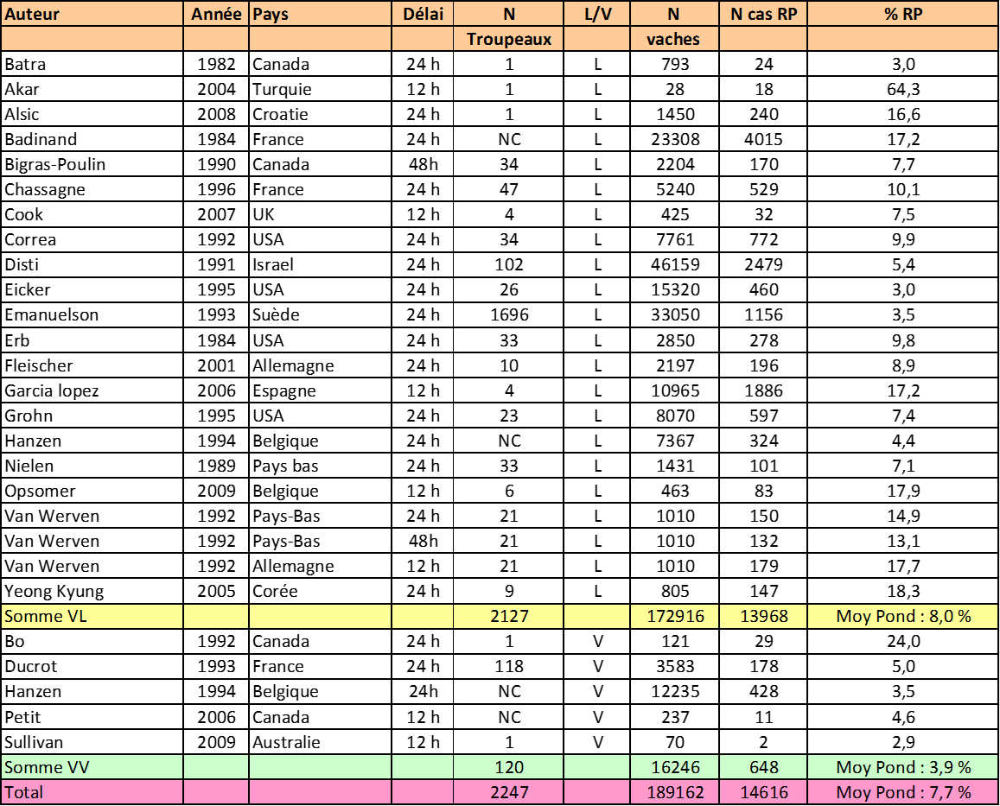 Auteur Année Pays Délai N L/V N N cas RP % RP
Troupeaux vaches
Batra 1982 Canada 24 h 1 L 793 24 3,0
Akar 2004 Turquie 12 h 1 L 28 18 64,3
Alsic 2008 Croatie 24 h 1 L 1450 240 16,6
Badinand 1984 France 24 h NC L 23308 4015 17,2
Bigras-Poulin 1990 Canada 48h 34 L 2204 170 7,7
Chassagne 1996 France 24 h 47 L 5240 529 10,1
Cook 2007 UK 12 h 4 L 425 32 7,5
Correa 1992 USA 24 h 34 L 7761 772 9,9
Disti 1991 Israel 24 h 102 L 46159 2479 5,4
Eicker 1995 USA 24 h 26 L 15320 460 3,0
Emanuelson 1993 Suède 24 h 1696 L 33050 1156 3,5
Erb 1984 USA 24 h 33 L 2850 278 9,8
Fleischer 2001 Allemagne 24 h 10 L 2197 196 8,9
Garcia lopez 2006 Espagne 12 h 4 L 10965 1886 17,2
Grohn 1995 USA 24 h 23 L 8070 597 7,4
Hanzen 1994 Belgique 24 h NC L 7367 324 4,4
Nielen 1989 Pays bas 24 h 33 L 1431 101 7,1
Opsomer 2009 Belgique 12 h 6 L 463 83 17,9
Van Werven 1992 Pays-Bas 24 h 21 L 1010 150 14,9
Van Werven 1992 Pays-Bas 48h 21 L 1010 132 13,1
Van Werven 1992 Allemagne 12 h 21 L 1010 179 17,7
Yeong Kyung 2005 Corée 24 h 9 L 805 147 18,3
Somme VL 2127 172916 13968 Moy Pond : 8,0 %
Bo 1992 Canada 24 h 1 V 121 29 24,0
Ducrot 1993 France 24 h 118 V 3583 178 5,0
Hanzen 1994 Belgique 24h NC V 12235 428 3,5
Petit 2006 Canada 12 h NC V 237 11 4,6
Sullivan 2009 Australie 12 h 1 V 70 2 2,9
Somme VV 120 16246 648 Moy Pond : 3,9 %
Total 2247 189162 14616 Moy Pond : 7,7 %